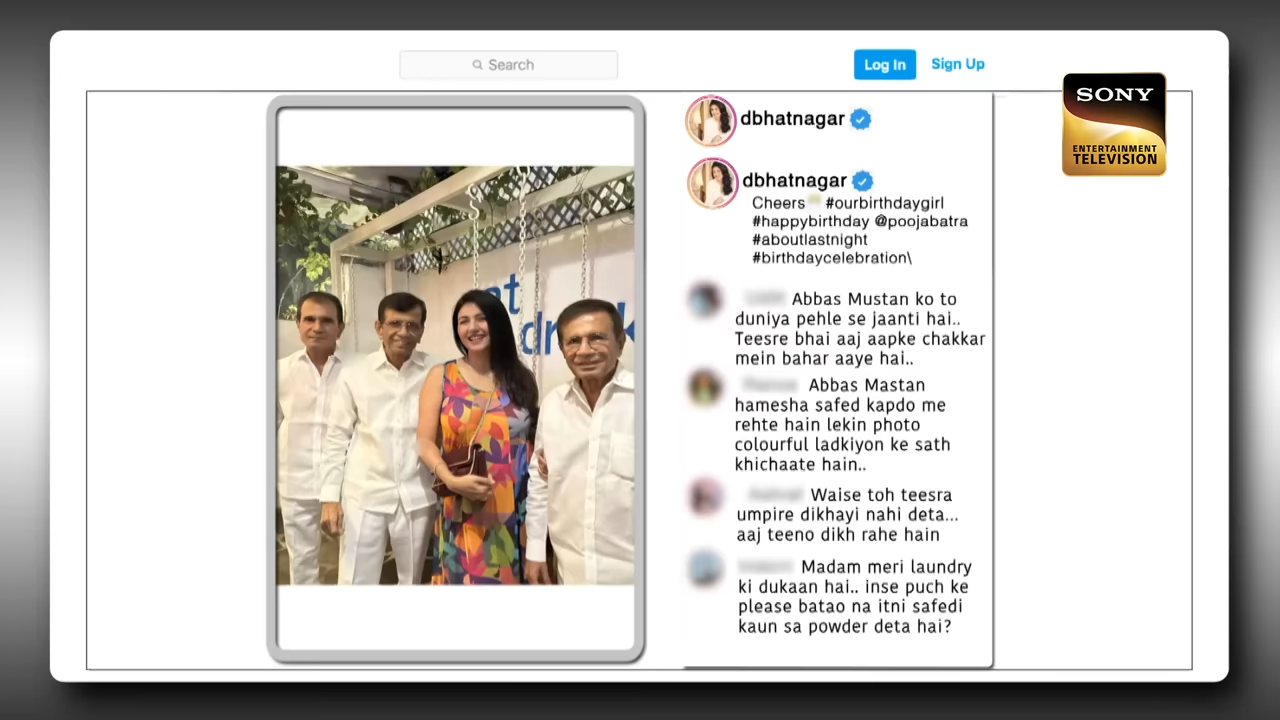 Search
Log In
Sign Up
SONY
ENTERTAINMENT
TELEVISION
dbhatnagar
dbhatnagar
Cheers #ourbirthdaygirl
#happybirthday @poojabatra
#aboutlastnight
#birthdaycelebration\
Abbas Mustan ko to
duniya pehle se jaanti hai..
Teesre bhai aaj aapke chakkar
mein bahar aaye hai..
Abbas Mastan
hamesha safed kapdo me
rehte hain lekin photo
colourful ladkiyon ke sath
khichaate hain..
Waise toh teesra
umpire dikhayi nahi deta...
aaj teeno dikh rahe hain
Madam meri laundry
ki dukaan hai.. inse puch ke
please batao na itni safedi
kaun sa powder deta hai?